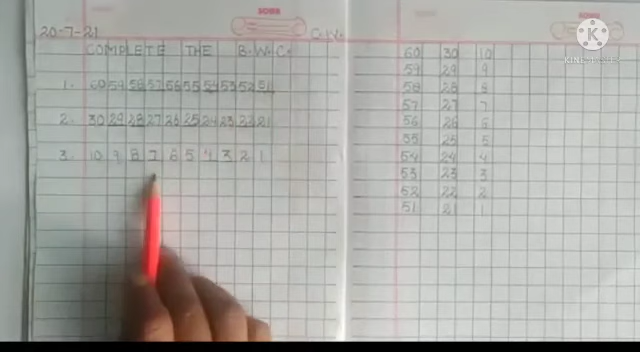 SONA
20-7-21
C.W.
COMPLETE THE B.W.C.
1. 60 59 58 57 56 55 54 53 52 51
2. 30 29 28 27 26 25 24 23 22 21
3. 10 9 8 7 6 5 4 3 2 1
60 30 10
59 29 9
58 28 8
57 27 7
56 26 6
55 25 5
54 24 4
53 23 3
52 22 2
51 21 1
K
KINEMASTER